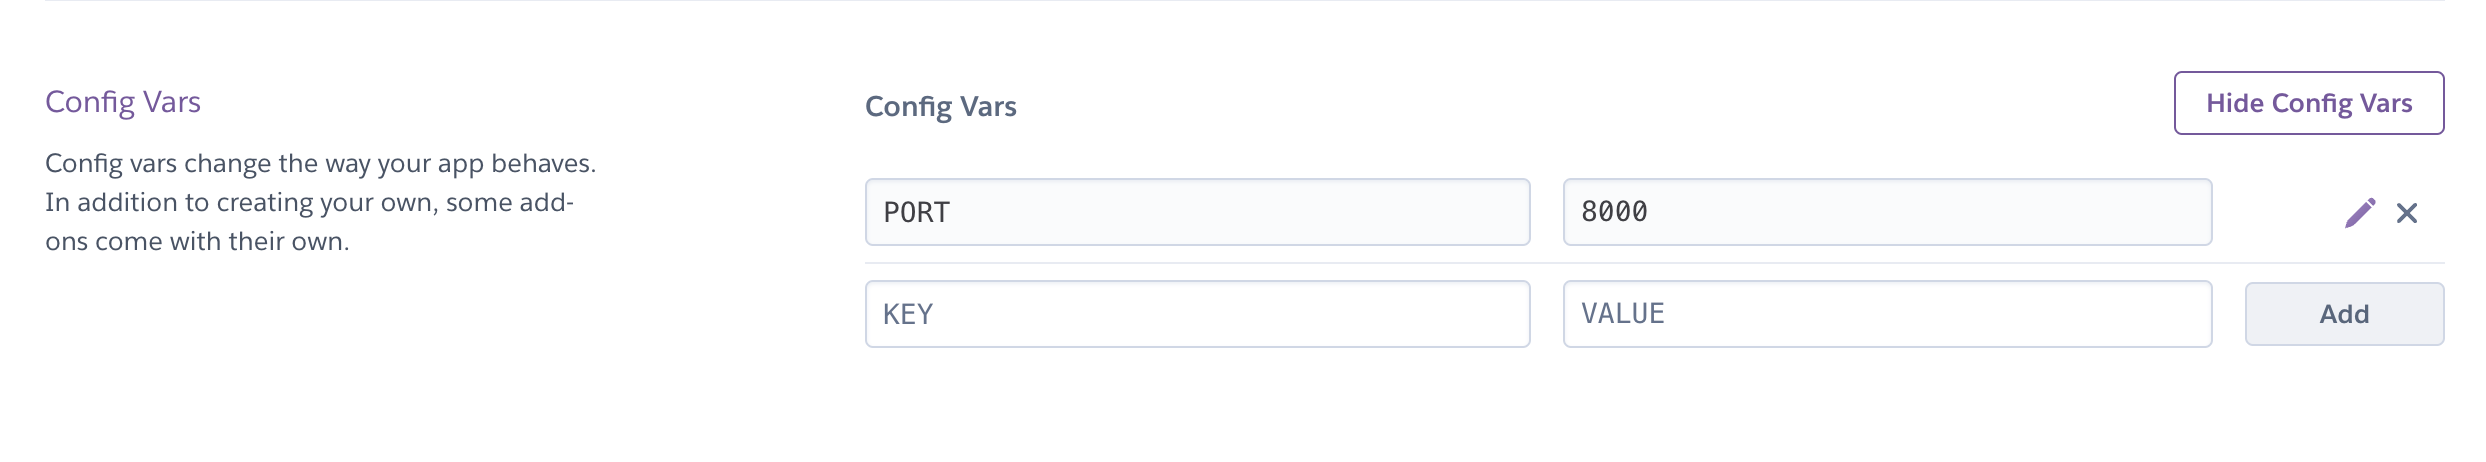 Config Vars
Config vars change the way your app behaves.
In addition to creating your own, some add-
ons come with their own.
Config Vars
Hide Config Vars
PORT
8000
KEY
VALUE
Add